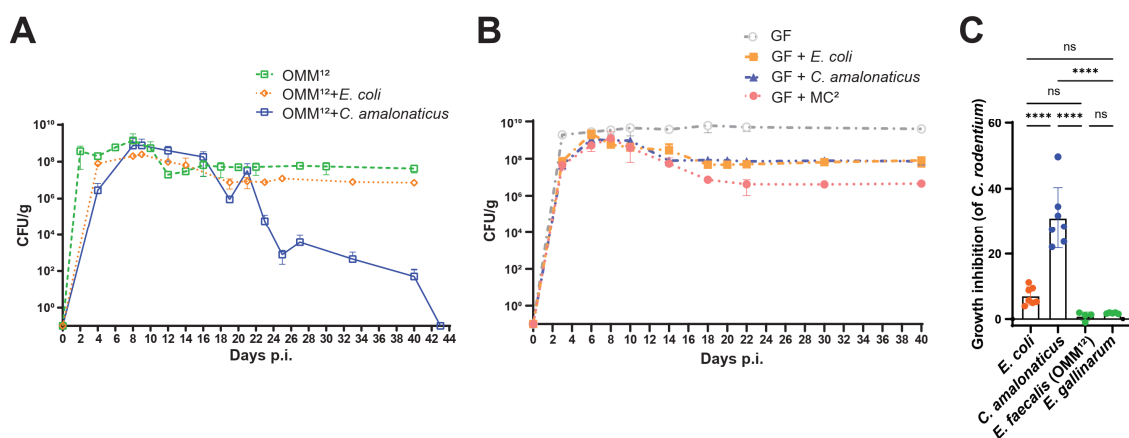 A
OMM¹²
OMM¹²+E. coli
OMM¹²+C. amalonaticus
CFU/g
10¹⁰
10⁸
10⁶
10⁴
10²
10⁰
0 2 4 6 8 10 12 14 16 18 20 22 24 26 28 30 32 34 36 38 40 42 44
Days p.i.
B
GF
GF + E. coli
GF + C. amalonaticus
GF + MC²
CFU/g
10¹⁰
10⁸
10⁶
10⁴
10²
10⁰
0 2 4 6 8 10 12 14 16 18 20 22 24 26 28 30 32 34 36 38 40
Days p.i.
C
ns
****
ns
**** **** ns
Growth inhibition (of C. rodentium)
60
40
20
0
E. coli
C. amalonaticus
E. faecalis (OMM¹²)
E. gallinarum